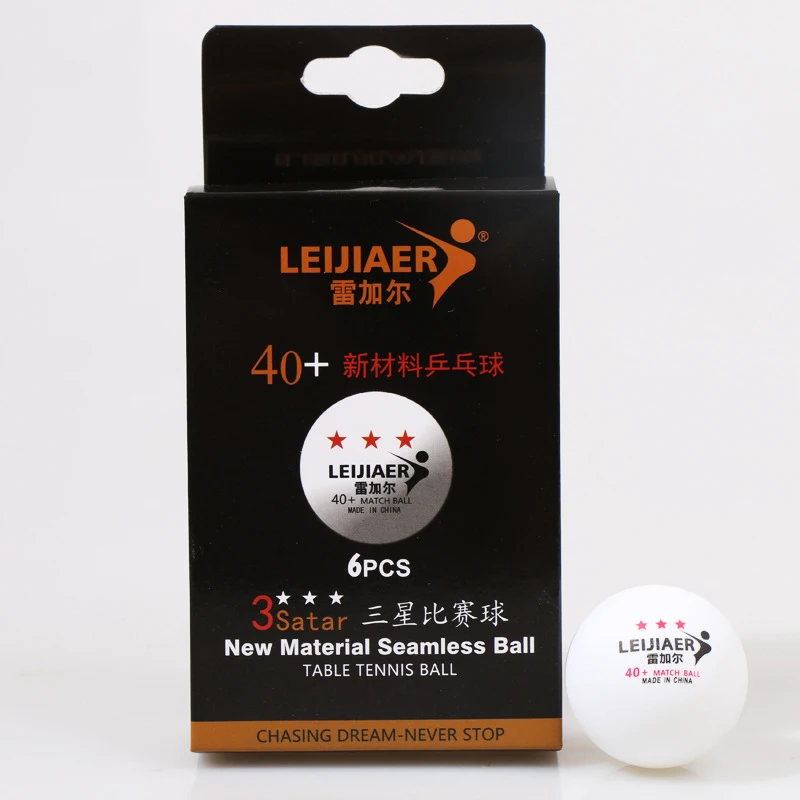 LEIJIAER®
雷加尔
40+ 新材料乒乓球
★ ★ ★
LEIJIAER
雷加尔
40+ MATCH BALL
MADE IN CHINA
6PCS
★ ★ ★
3Satar 三星比赛球
New Material Seamless Ball
TABLE TENNIS BALL
CHASING DREAM-NEVER STOP
★ ★ ★
LEIJIAER
雷加尔
40+ MATCH BALL
MADE IN CHINA